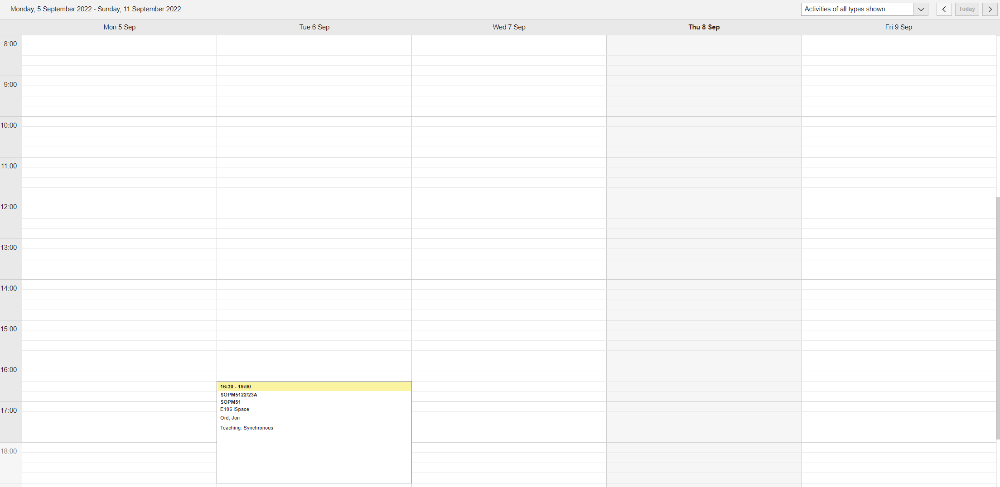 Monday, 5 September 2022 - Sunday, 11 September 2022
Activities of all types shown
Today
Mon 5 Sep
Tue 6 Sep
Wed 7 Sep
Thu 8 Sep
Fri 9 Sep
8:00
9:00
10:00
11:00
12:00
13:00
14:00
15:00
16:00
16:30 - 19:00
SOPM5122/23A
SOPM51
E106 iSpace
Ord, Jon
Teaching: Synchronous
17:00
18:00